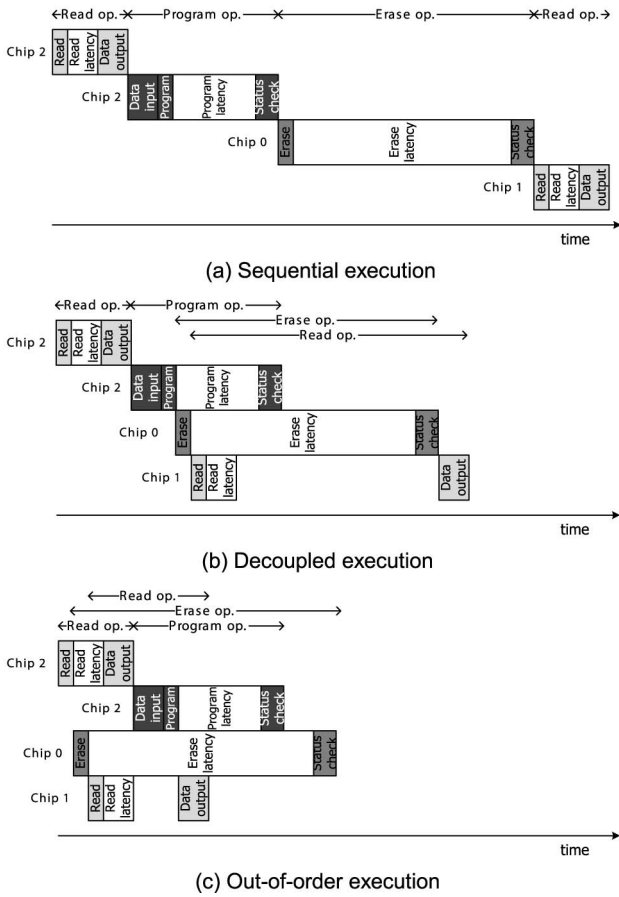 Read op. Program op. Erase op. Read op.
Chip 2 Read Read latency Data output
Chip 2 Data input Program Program latency Status check
Chip 0 Erase Erase latency Status check
Chip 1 Read Read latency Data output
time
(a) Sequential execution
Read op. Program op.
Erase op.
Read op.
Chip 2 Read Read latency Data output
Chip 2 Data input Program Program latency Status check
Chip 0 Erase Erase latency Status check
Chip 1 Read Read latency Data output
time
(b) Decoupled execution
Read op.
Erase op.
Read op. Program op.
Chip 2 Read Read latency Data output
Chip 2 Data input Program Program latency Status check
Chip 0 Erase Erase latency Status check
Chip 1 Read Read latency Data output
time
(c) Out-of-order execution